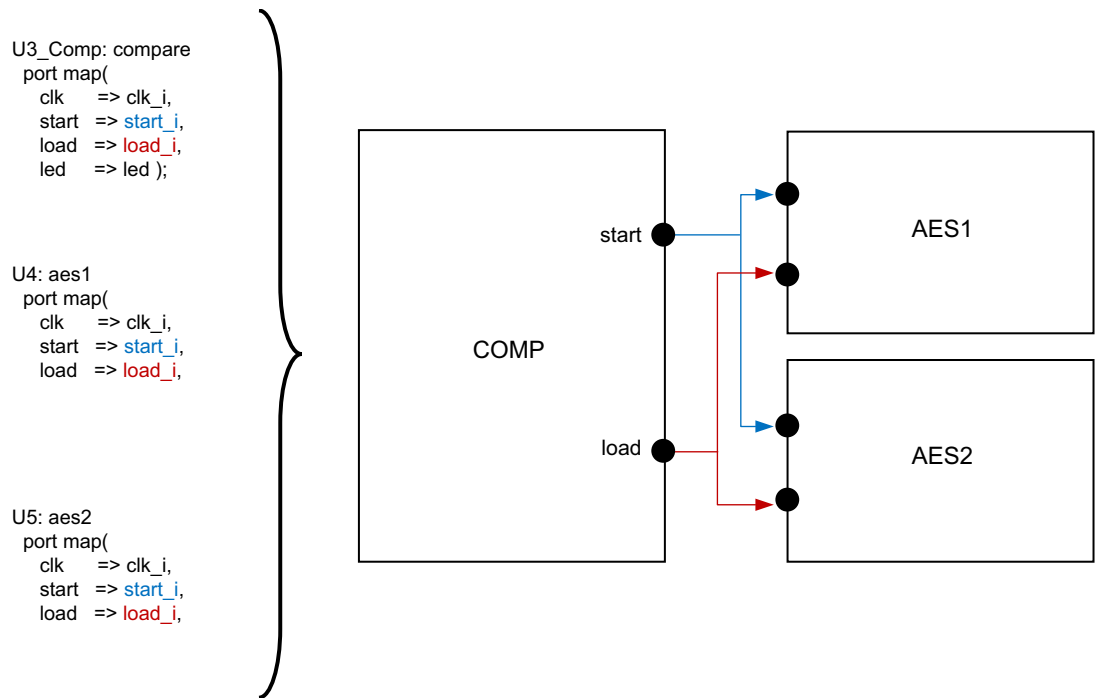 U3_Comp: compare
port map(
clk => clk_i,
start => start_i,
load => load_i,
led => led );
U4: aes1
port map(
clk => clk_i,
start => start_i,
load => load_i,
U5: aes2
port map(
clk => clk_i,
start => start_i,
load => load_i,
COMP
start
load
AES1
AES2